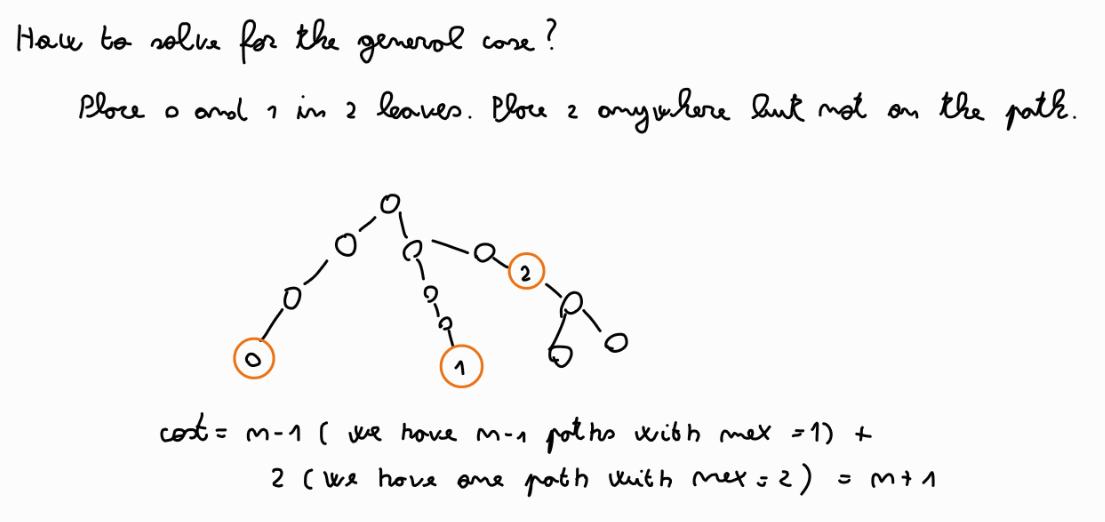 How to solve for the general case?
Place 0 and 1 in 2 leaves. Place 2 anywhere but not on the path.
2
0
1
cost = n-1 ( we have n-1 paths with mex = 1) +
2 ( we have one path with mex = 2 ) = n+1